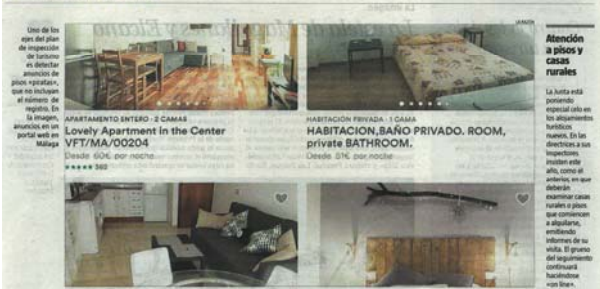 Uno de los
ejes del plan
de inspección
de turismo
es detectar
anuncios de
pisos «piratas»,
que no incluyan
el número de
registro. En
la imagen,
anuncios en un
portal web en
Málaga
APARTAMENTO ENTERO · 2 CAMAS
Lovely Apartment in the Center
VFT/MA/00204
Desde 60€ por noche
HABITACIÓN PRIVADA · 1 CAMA
HABITACION,BAÑO PRIVADO. ROOM,
private BATHROOM.
Desde 51€ por noche
LA RAZÓN
Atención
a pisos y
casas
rurales
La Junta está
poniendo
especial celo en
los alojamientos
turísticos
nuevos. En las
directrices a sus
inspectores
insisten este
año, como el
anterior, en que
deberán
examinar casas
rurales o pisos
que comiencen
a alquilarse,
emitiendo
informes de su
visita. El grueso
del seguimiento
continuará
haciéndose
«on line».